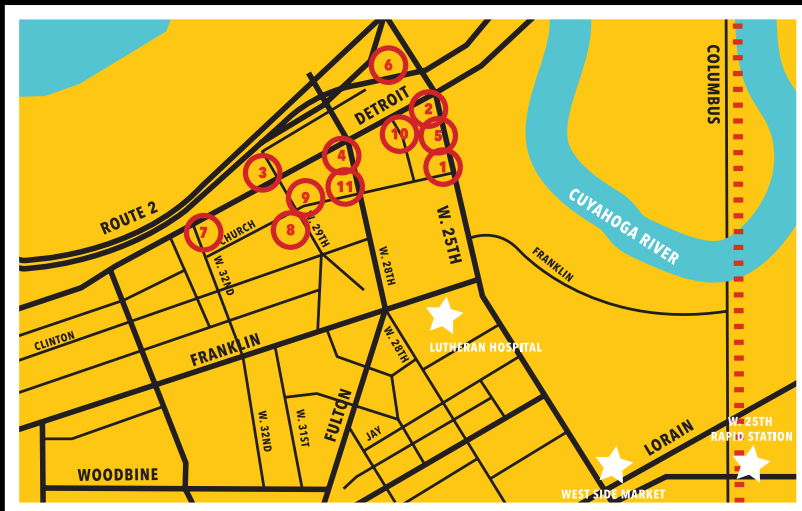 6
COLUMBUS
DETROIT
2
10
5
4
1
3
11
9
CUYAHOGA RIVER
ROUTE 2
7
CHURCH
8
W. 29TH
W. 25TH
W. 32ND
W. 28TH
FRANKLIN
CLINTON
LUTHERAN HOSPITAL
FRANKLIN
W. 28TH
FULTON
W. 32ND
W. 31ST
JAY
LORAIN
W. 25TH
RAPID STATION
WOODBINE
WEST SIDE MARKET